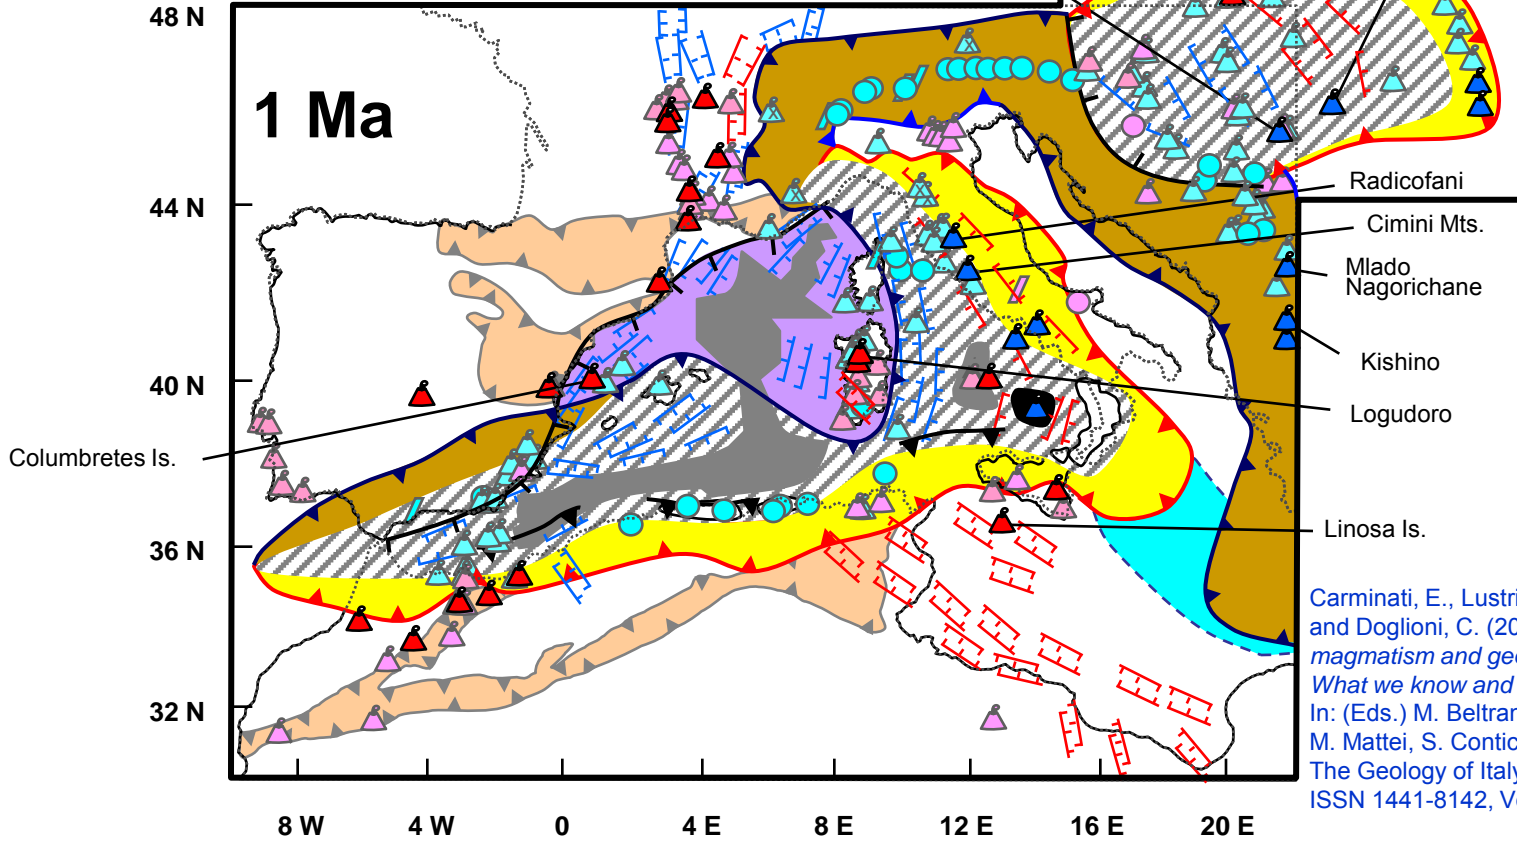 48 N
1 Ma
44 N
40 N
36 N
32 N
8 W
4 W
0
4 E
8 E
12 E
16 E
20 E
Columbretes Is.
Radicofani
Cimini Mts.
Mlado
Nagorichane
Kishino
Logudoro
Linosa Is.
Carminati, E., Lustri
and Doglioni, C. (20
magmatism and geo
What we know and
In: (Eds.) M. Beltran
M. Mattei, S. Contic
The Geology of Italy
ISSN 1441-8142, Vo